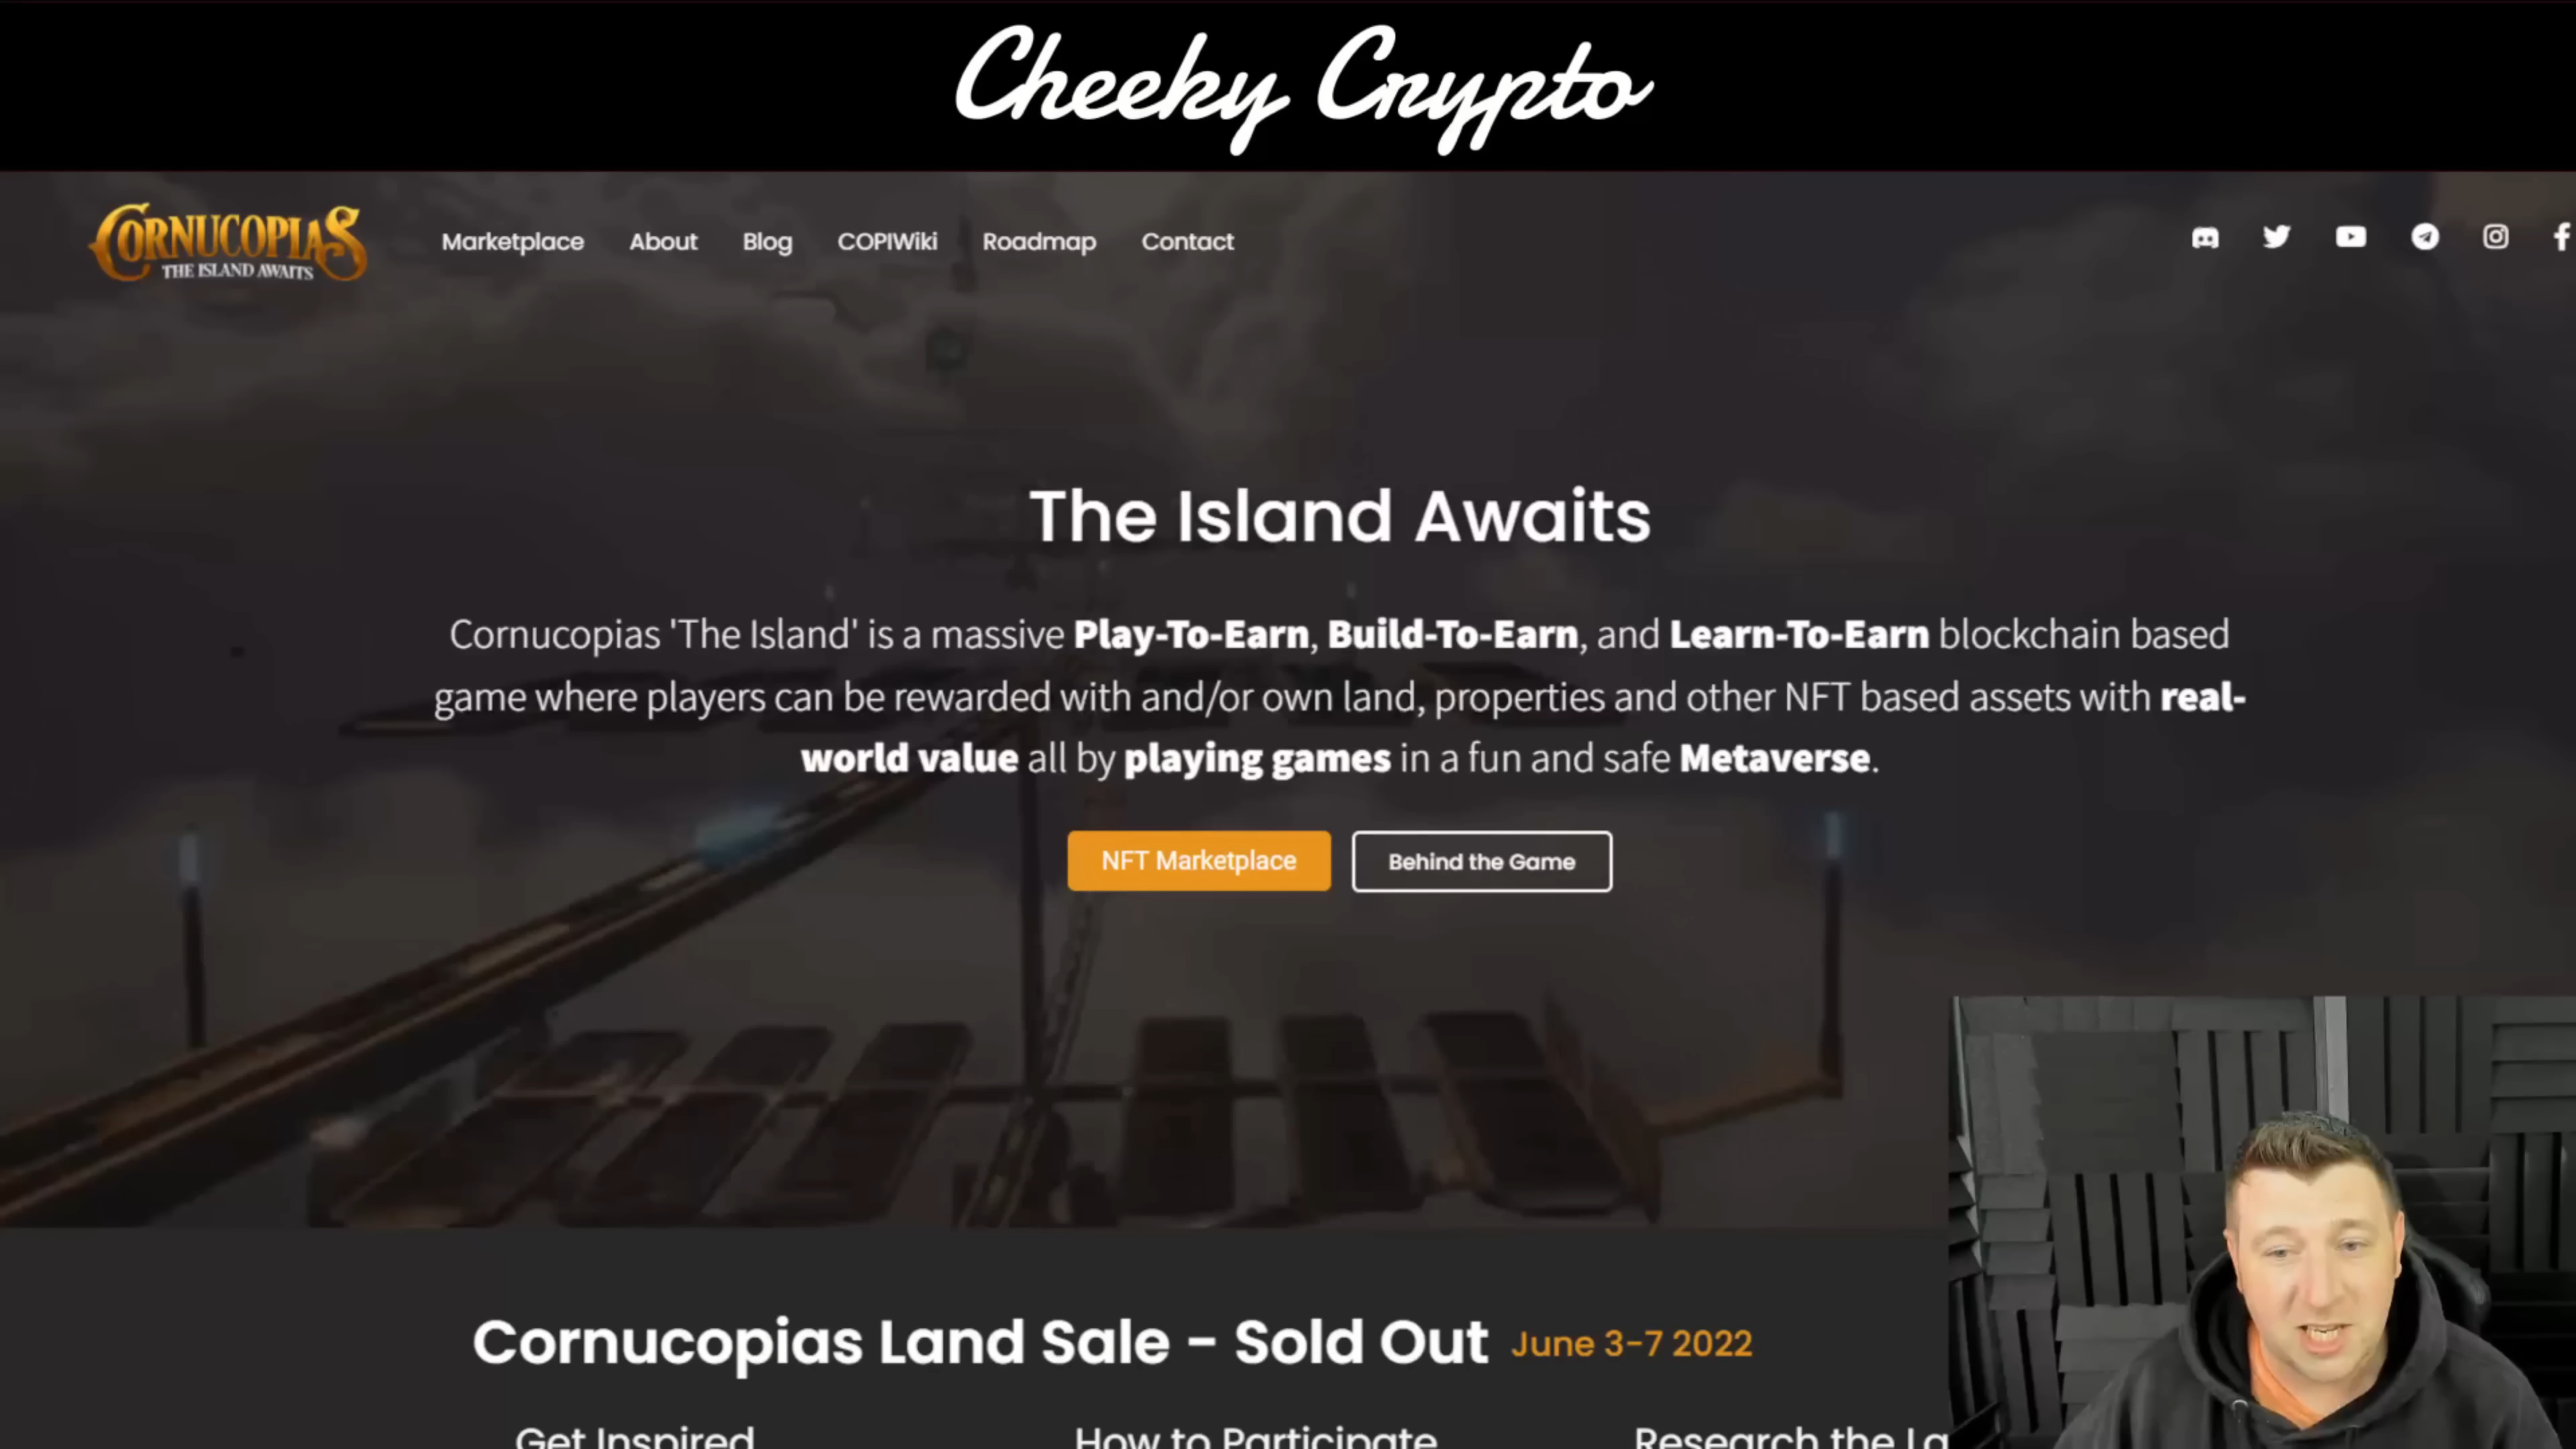 Cheeky Crypto
CORNUCOPIAS
THE ISLAND AWAITS
Marketplace About Blog COPIWiki Roadmap Contact
The Island Awaits
Cornucopias 'The Island' is a massive Play-To-Earn, Build-To-Earn, and Learn-To-Earn blockchain based
game where players can be rewarded with and/or own land, properties and other NFT based assets with real-
world value all by playing games in a fun and safe Metaverse.
NFT Marketplace Behind the Game
Cornucopias Land Sale - Sold Out June 3-7 2022
Get Inspired How to Participate Research the La